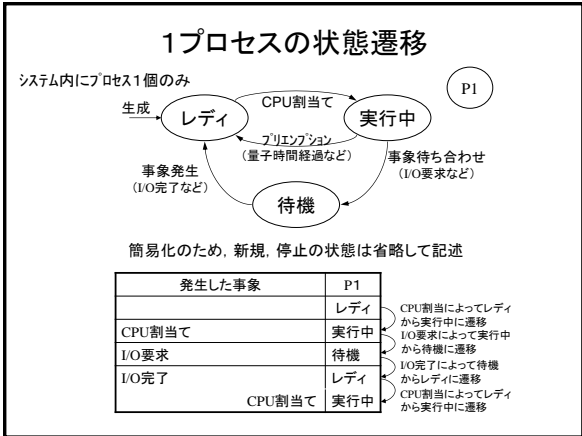 1プロセスの状態遷移
システム内にプロセス1個のみ
P1
生成
レディ
CPU割当て
実行中
プリエンプション
(量子時間経過など)
事象発生
(I/O完了など)
事象待ち合わせ
(I/O要求など)
待機
簡易化のため, 新規, 停止の状態は省略して記述
発生した事象 P1
レディ
CPU割当て 実行中
I/O要求 待機
I/O完了 レディ
CPU割当て 実行中
CPU割当によってレディ
から実行中に遷移
I/O要求によって実行中
から待機に遷移
I/O完了によって待機
からレディに遷移
CPU割当によってレディ
から実行中に遷移